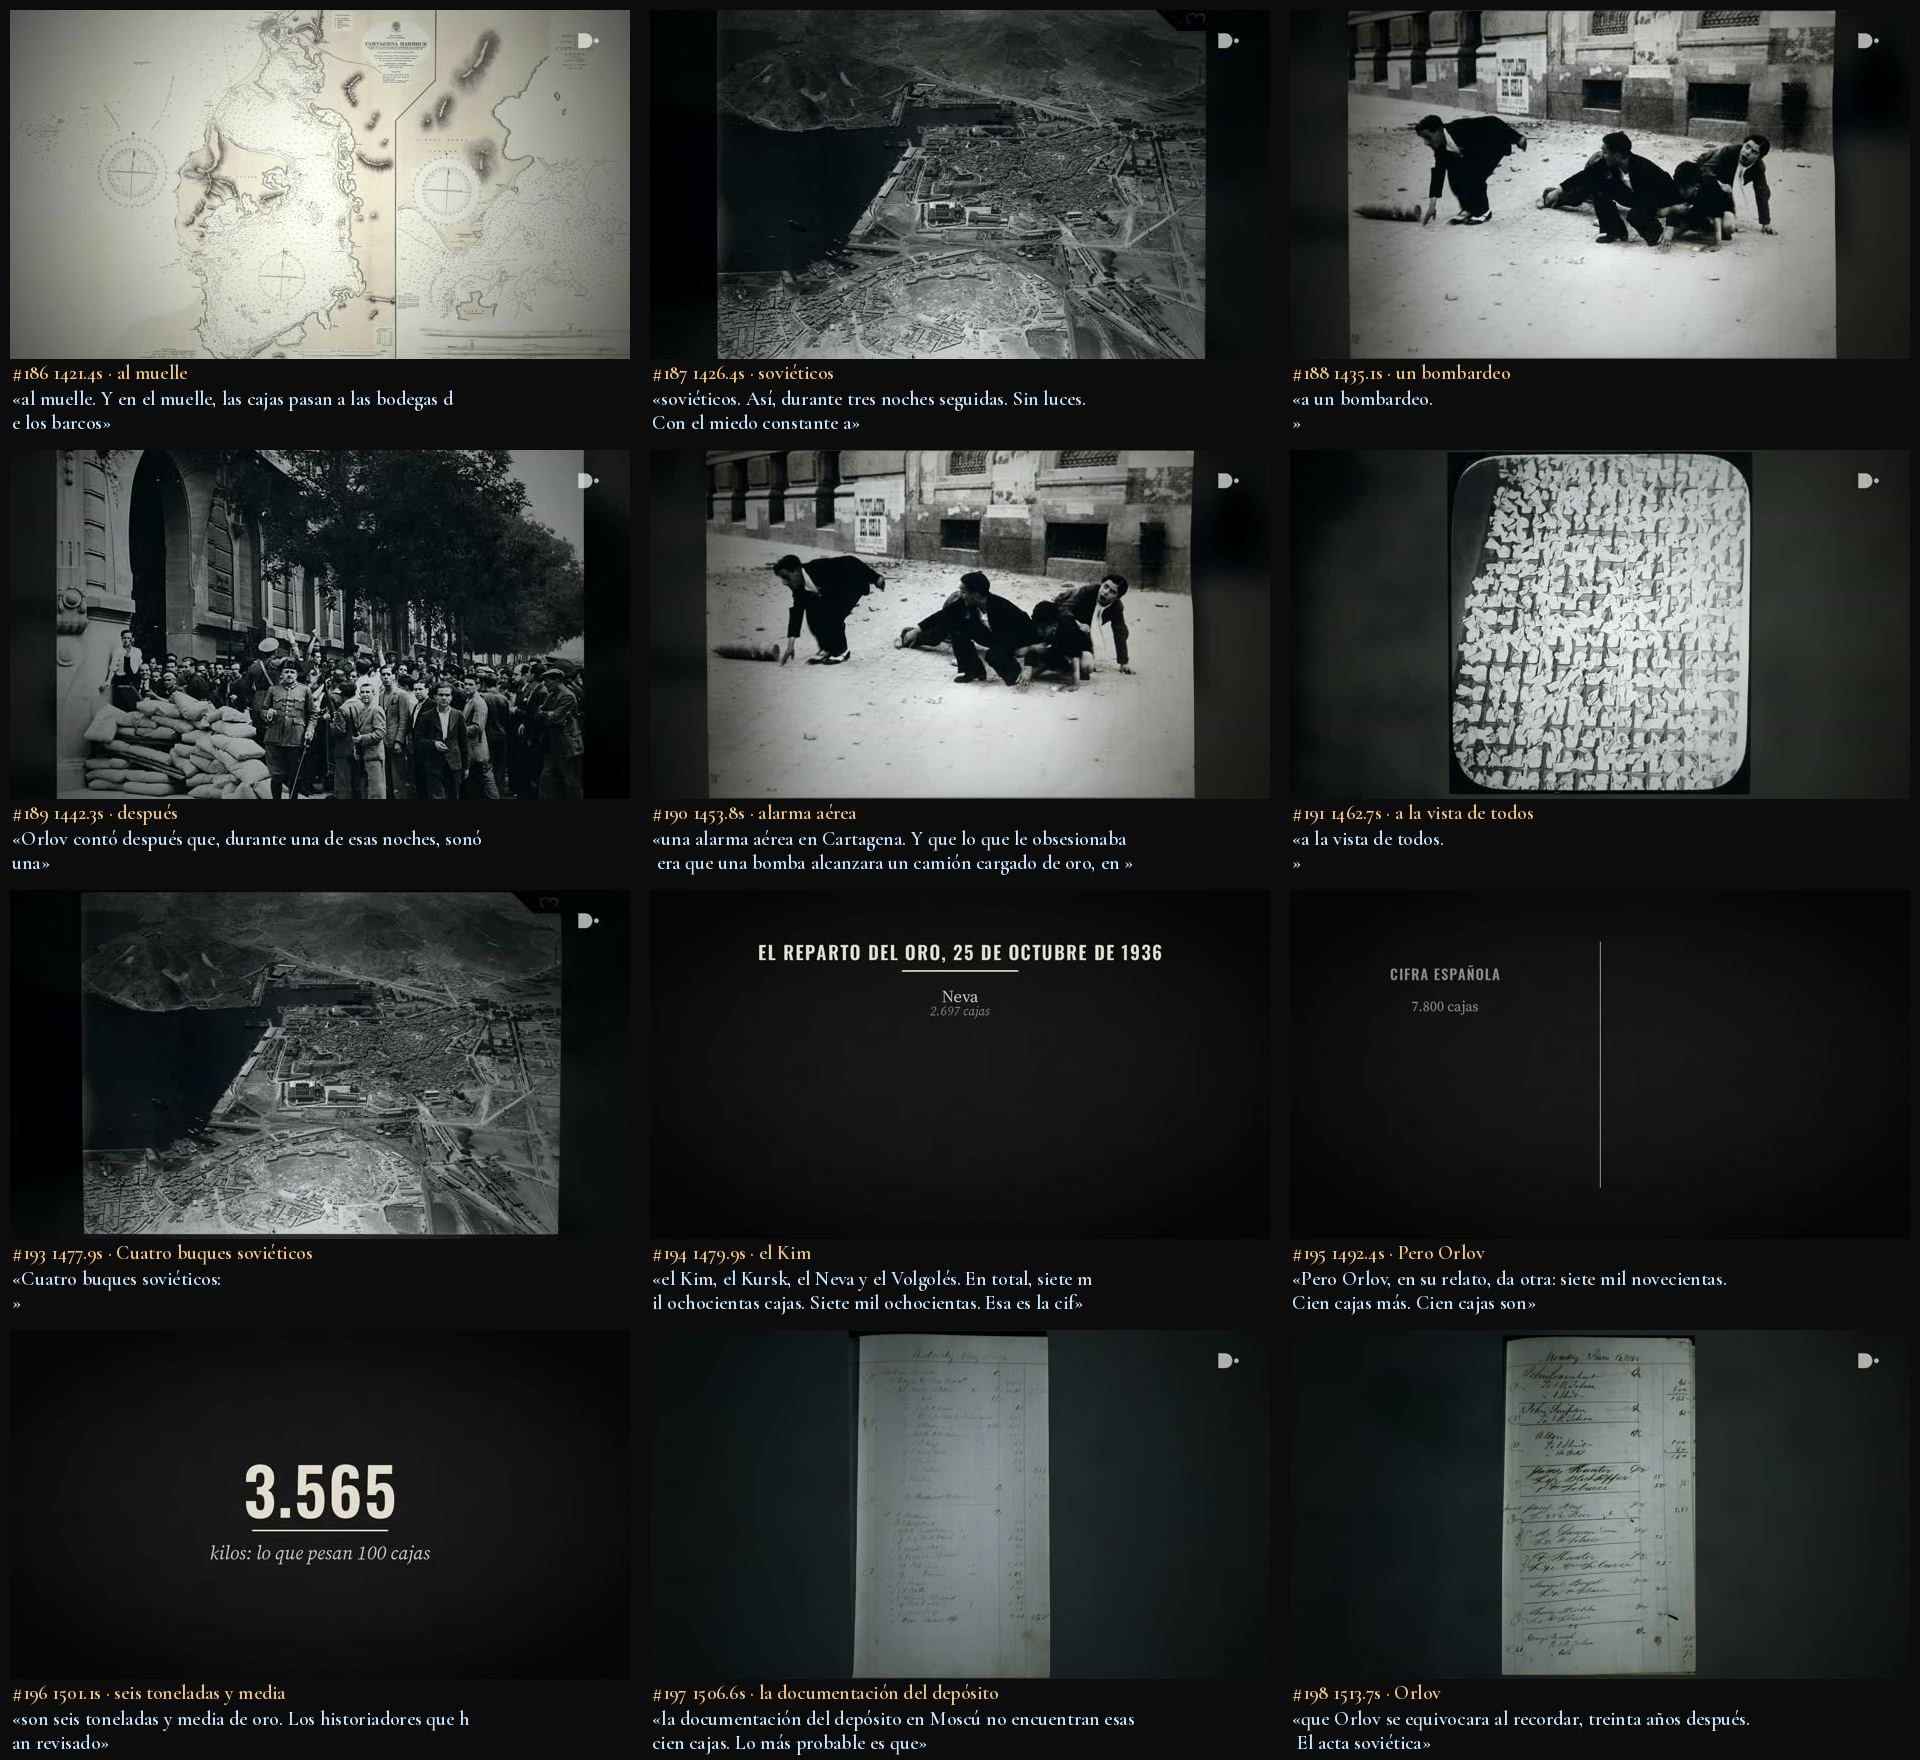 CARTAGENA HARBOUR
#186 1421.4s · al muelle
«al muelle. Y en el muelle, las cajas pasan a las bodegas d
e los barcos»
#187 1426.4s · soviéticos
«soviéticos. Así, durante tres noches seguidas. Sin luces.
Con el miedo constante a»
#188 1435.1s · un bombardeo
«a un bombardeo.
»
#189 1442.3s · después
«Orlov contó después que, durante una de esas noches, sonó
una»
#190 1453.8s · alarma aérea
«una alarma aérea en Cartagena. Y que lo que le obsesionaba
era que una bomba alcanzara un camión cargado de oro, en »
#191 1462.7s · a la vista de todos
«a la vista de todos.
»
#193 1477.9s · Cuatro buques soviéticos
«Cuatro buques soviéticos:
»
EL REPARTO DEL ORO, 25 DE OCTUBRE DE 1936
Neva
2.697 cajas
#194 1479.9s · el Kim
«el Kim, el Kursk, el Neva y el Volgolés. En total, siete m
il ochocientas cajas. Siete mil ochocientas. Esa es la cif»
CIFRA ESPAÑOLA
7.800 cajas
#195 1492.4s · Pero Orlov
«Pero Orlov, en su relato, da otra: siete mil novecientas.
Cien cajas más. Cien cajas son»
3.565
kilos: lo que pesan 100 cajas
#196 1501.1s · seis toneladas y media
«son seis toneladas y media de oro. Los historiadores que h
an revisado»
#197 1506.6s · la documentación del depósito
«la documentación del depósito en Moscú no encuentran esas
cien cajas. Lo más probable es que»
#198 1513.7s · Orlov
«que Orlov se equivocara al recordar, treinta años después.
El acta soviética»